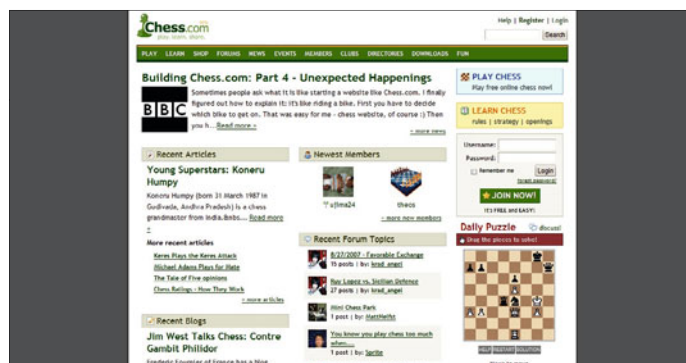 Chess.com
play. learn. share.
Help | Register | Login
Search
PLAY LEARN SHOP FORUMS NEWS EVENTS MEMBERS CLUBS DIRECTORIES DOWNLOADS FUN
Building Chess.com: Part 4 - Unexpected Happenings
BBC
Sometimes people ask what it is like starting a website like Chess.com. I finally
figured out how to explain it: it's like riding a bike. First you have to decide
which bike to get on. That was easy for me - chess website, of course :) Then
you h...Read more »
» more news
Recent Articles
Young Superstars: Koneru
Humpy
Koneru Humpy (born 31 March 1987 in
Gudivada, Andhra Pradesh) is a chess
grandmaster from India.&nbs... Read more
»
More recent articles
Keres Plays the Keres Attack
Michael Adams Plays for Mate
The Tale of Five opinions
Chess Ratings - How They Work
» more articles
Recent Blogs
Jim West Talks Chess: Contre
Gambit Philidor
Newest Members
ujima24
theos
» more new members
Recent Forum Topics
8/27/2007 - Favorable Exchange
15 posts | by: krad_angel
Ruy Lopez vs. Sicilian Defence
27 posts | by: krad_angel
Mini Chess Park
1 post | by: MattHelfst
You know you play chess too much
when....
1 post | by: Sprite
PLAY CHESS
Play free online chess now!
LEARN CHESS
rules | strategy | openings
Username:
Password:
Remember me
Login
forgot password?
JOIN NOW!
IT'S FREE and EASY!
Daily Puzzle
discuss!
Drag the pieces to solve!
HELP RESTART SOLUTION